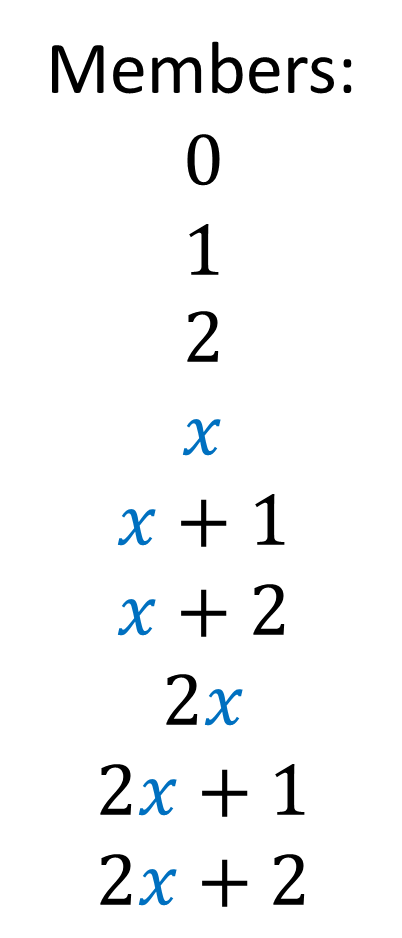 Members:
0
1
2
x
x + 1
x + 2
2x
2x + 1
2x + 2